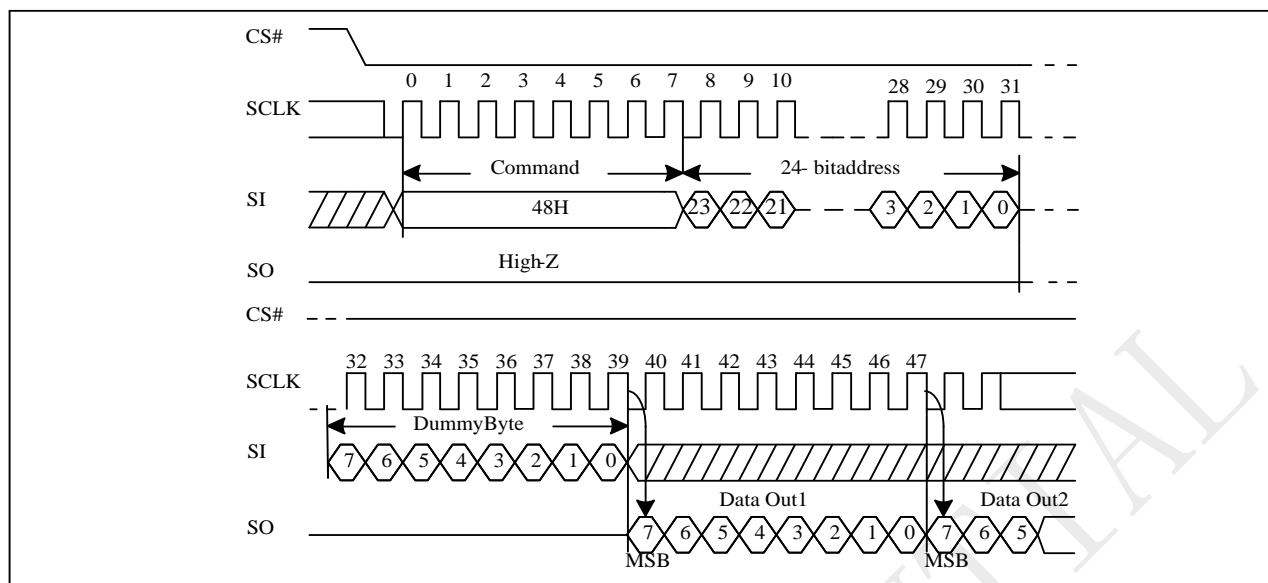 CS#
0 1 2 3 4 5 6 7 8 9 10 28 29 30 31
SCLK
Command 24- bitaddress
SI 48H 23 22 21 3 2 1 0
High-Z
SO
CS#
32 33 34 35 36 37 38 39 40 41 42 43 44 45 46 47
SCLK
DummyByte
SI 7 6 5 4 3 2 1 0
Data Out1 Data Out2
SO 7 6 5 4 3 2 1 0 7 6 5
MSB MSB